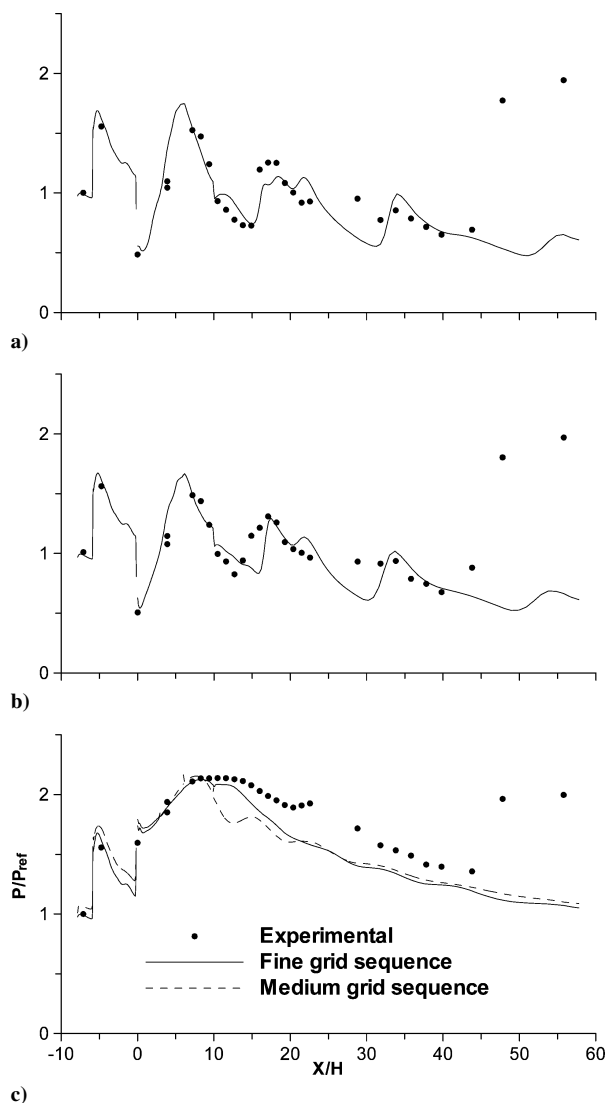 2
1
0
a)
2
1
0
b)
P/Pref
2
1
0
Experimental
Fine grid sequence
Medium grid sequence
-10 0 10 20 30 40 50 60
X/H
c)